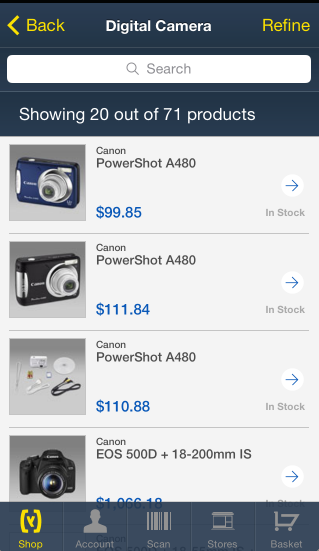 Back
Digital Camera
Refine
Search
Showing 20 out of 71 products
Canon
PowerShot A480
$99.85
In Stock
Canon
PowerShot A480
$111.84
In Stock
Canon
PowerShot A480
$110.88
In Stock
Canon
EOS 500D + 18-200mm IS
$1,066.18
In Stock
Shop
Account
Scan
Stores
Basket